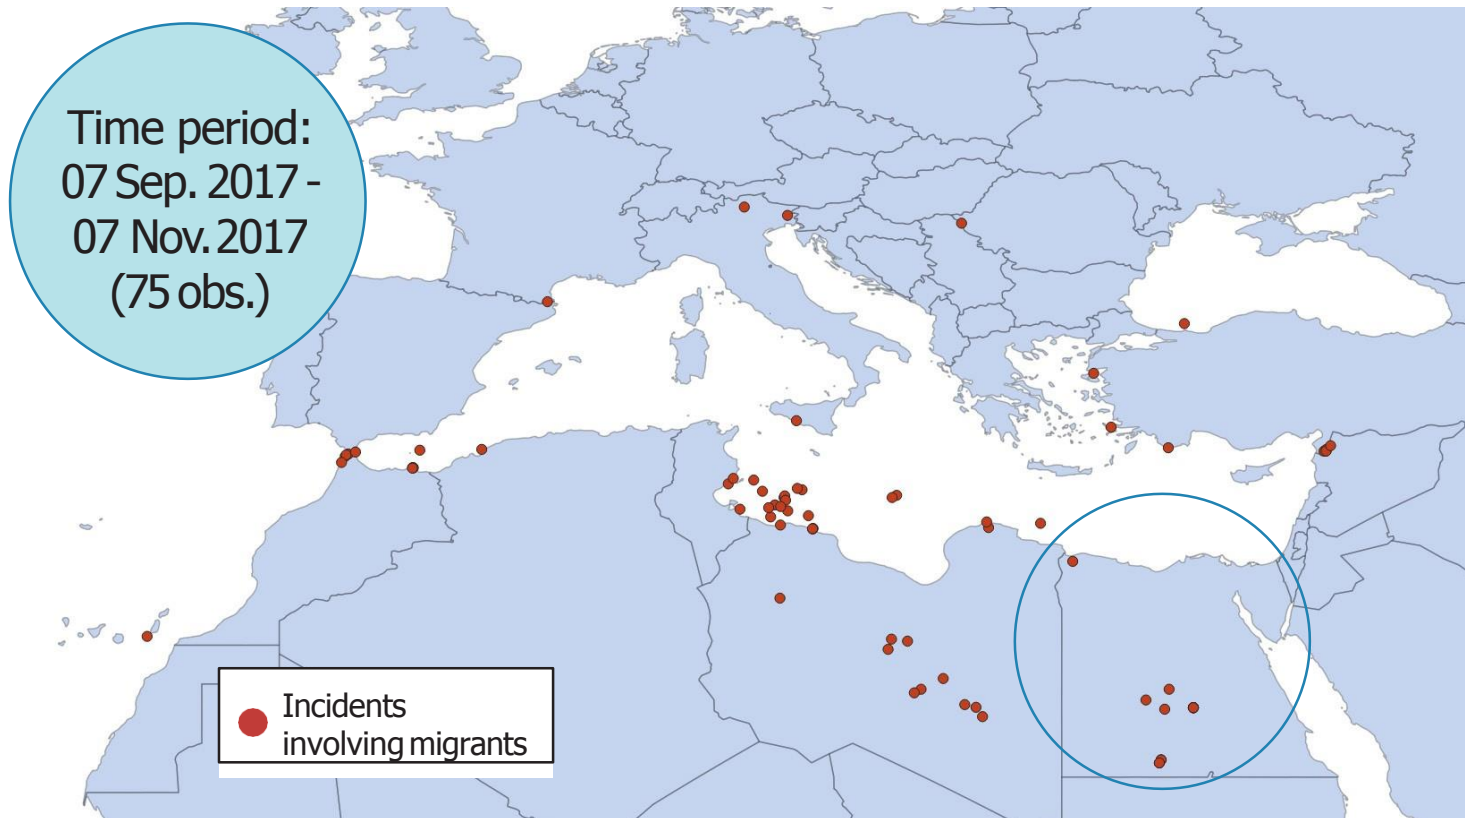 Time period:
07 Sep. 2017 -
07 Nov. 2017
(75 obs.)
Incidents
involving migrants